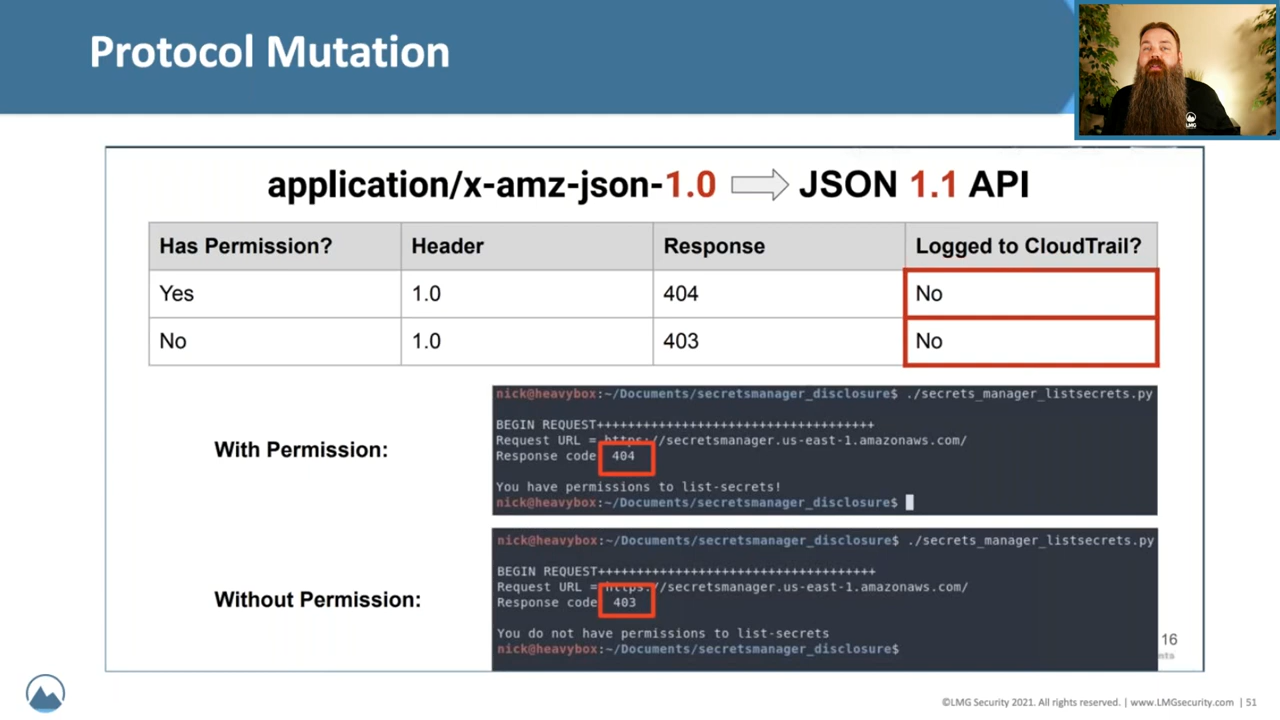 Protocol Mutation
LMG
application/x-amz-json-1.0 JSON 1.1 API
Has Permission? Header Response Logged to CloudTrail?
Yes 1.0 404 No
No 1.0 403 No
With Permission:
nick@heavybox:~/Documents/secretsmanager_disclosure$ ./secrets_manager_listsecrets.py
BEGIN REQUEST++++++++++++++++++++++++++++++++++++
Request URL = https://secretsmanager.us-east-1.amazonaws.com/
Response code 404
You have permissions to list-secrets!
nick@heavybox:~/Documents/secretsmanager_disclosure$
Without Permission:
nick@heavybox:~/Documents/secretsmanager_disclosure$ ./secrets_manager_listsecrets.py
BEGIN REQUEST++++++++++++++++++++++++++++++++++++
Request URL = https://secretsmanager.us-east-1.amazonaws.com/
Response code 403
You do not have permissions to list-secrets
nick@heavybox:~/Documents/secretsmanager_disclosure$
16
nts
©LMG Security 2021. All rights reserved. | www.LMGsecurity.com | 51